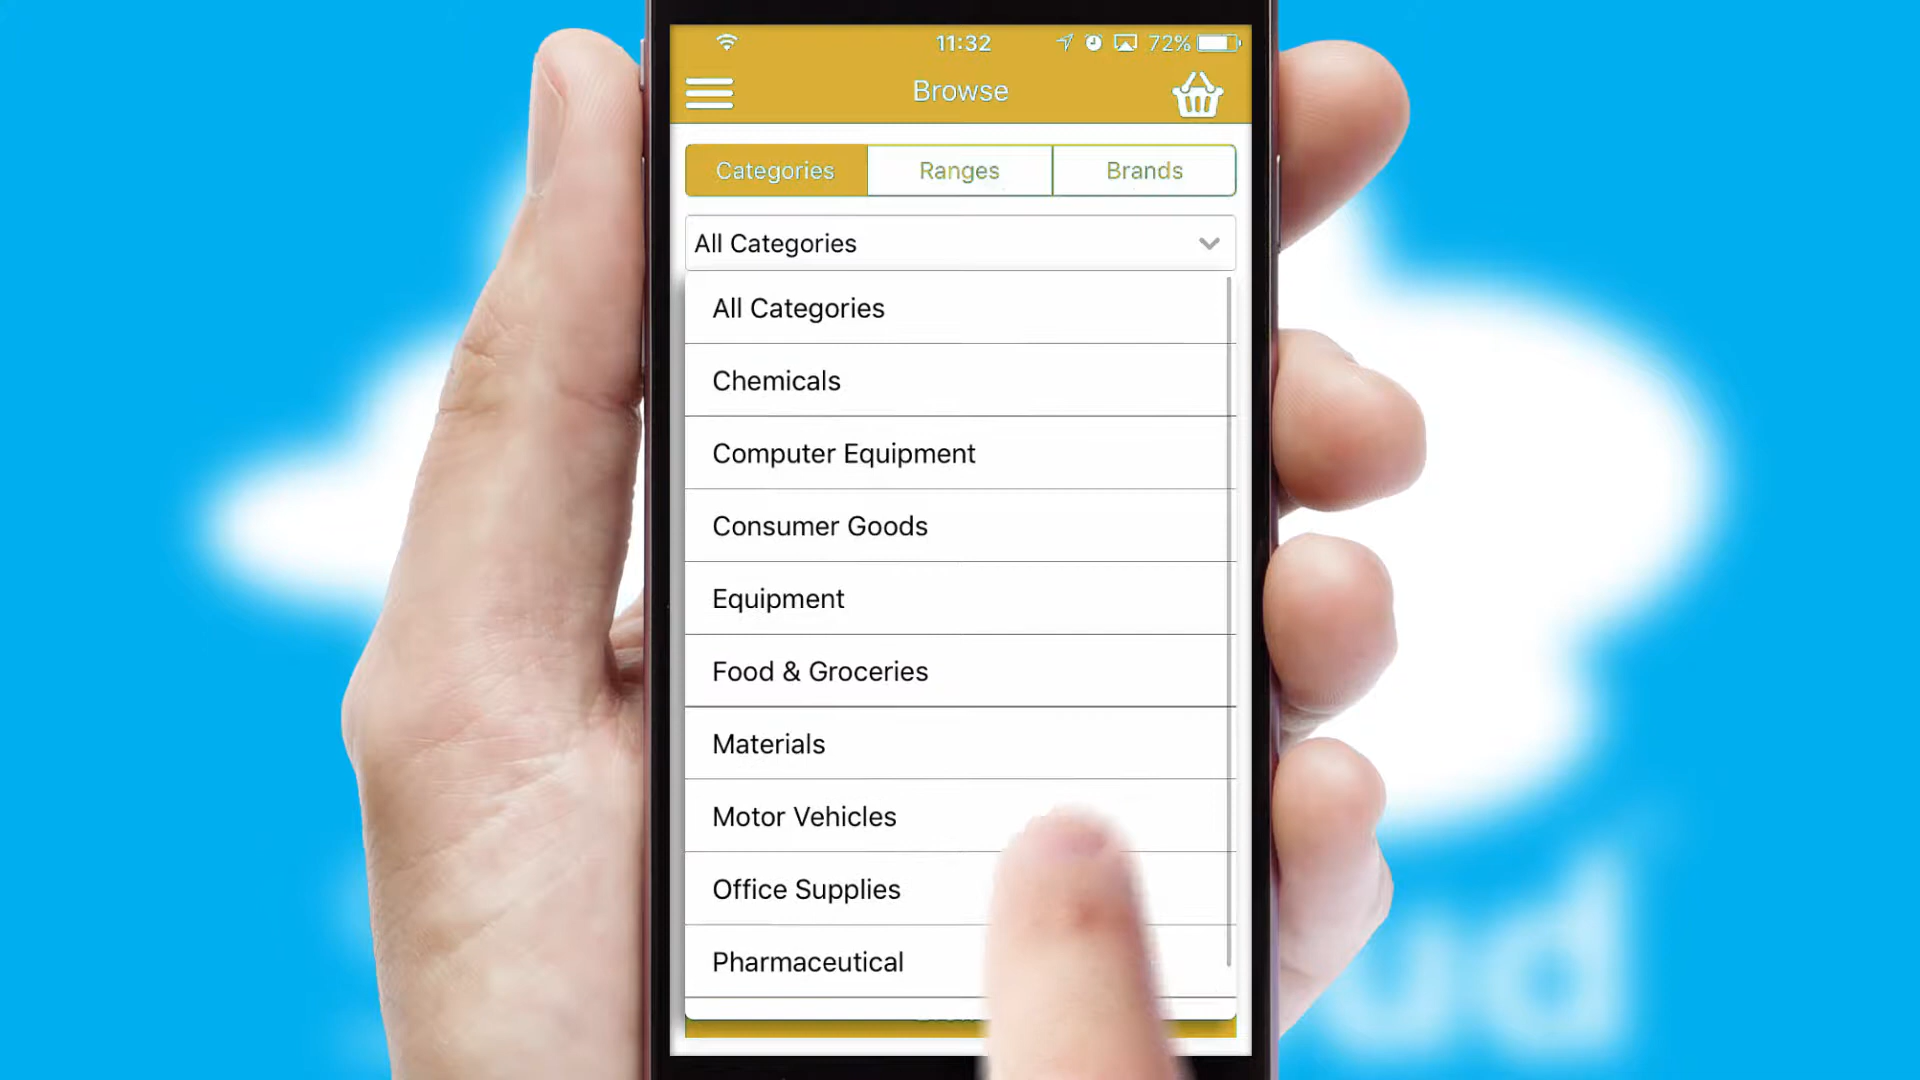 11:32
72%
Browse
Categories
Ranges
Brands
All Categories
All Categories
Chemicals
Computer Equipment
Consumer Goods
Equipment
Food & Groceries
Materials
Motor Vehicles
Office Supplies
Pharmaceutical